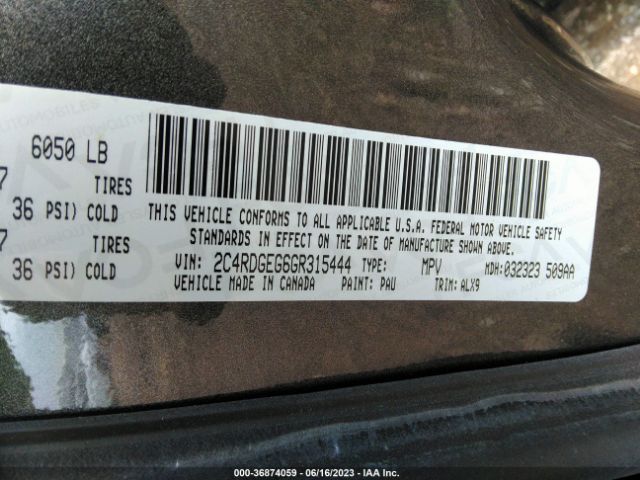 6050 LB
7 TIRES
36 PSI) COLD
7 TIRES
36 PSI) COLD
THIS VEHICLE CONFORMS TO ALL APPLICABLE U.S.A. FEDERAL MOTOR VEHICLE SAFETY
STANDARDS IN EFFECT ON THE DATE OF MANUFACTURE SHOWN ABOVE.
VIN: 2C4RDGEG6GR315444 TYPE: MPV MDH:032323 509AA
VEHICLE MADE IN CANADA PAINT: PAU TRIM: ALX9
000-36874059 - 06/16/2023 - IAA Inc.